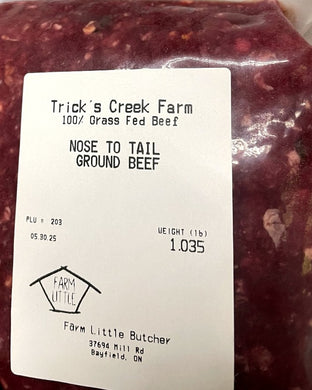 Trick's Creek Farm
100% Grass Fed Beef
NOSE TO TAIL
GROUND BEEF
PLU = 203
05.30.25
WEIGHT (lb)
1.035
FARM
LITTLE
Farm Little Butcher
37694 Mill Rd
Bayfield, ON